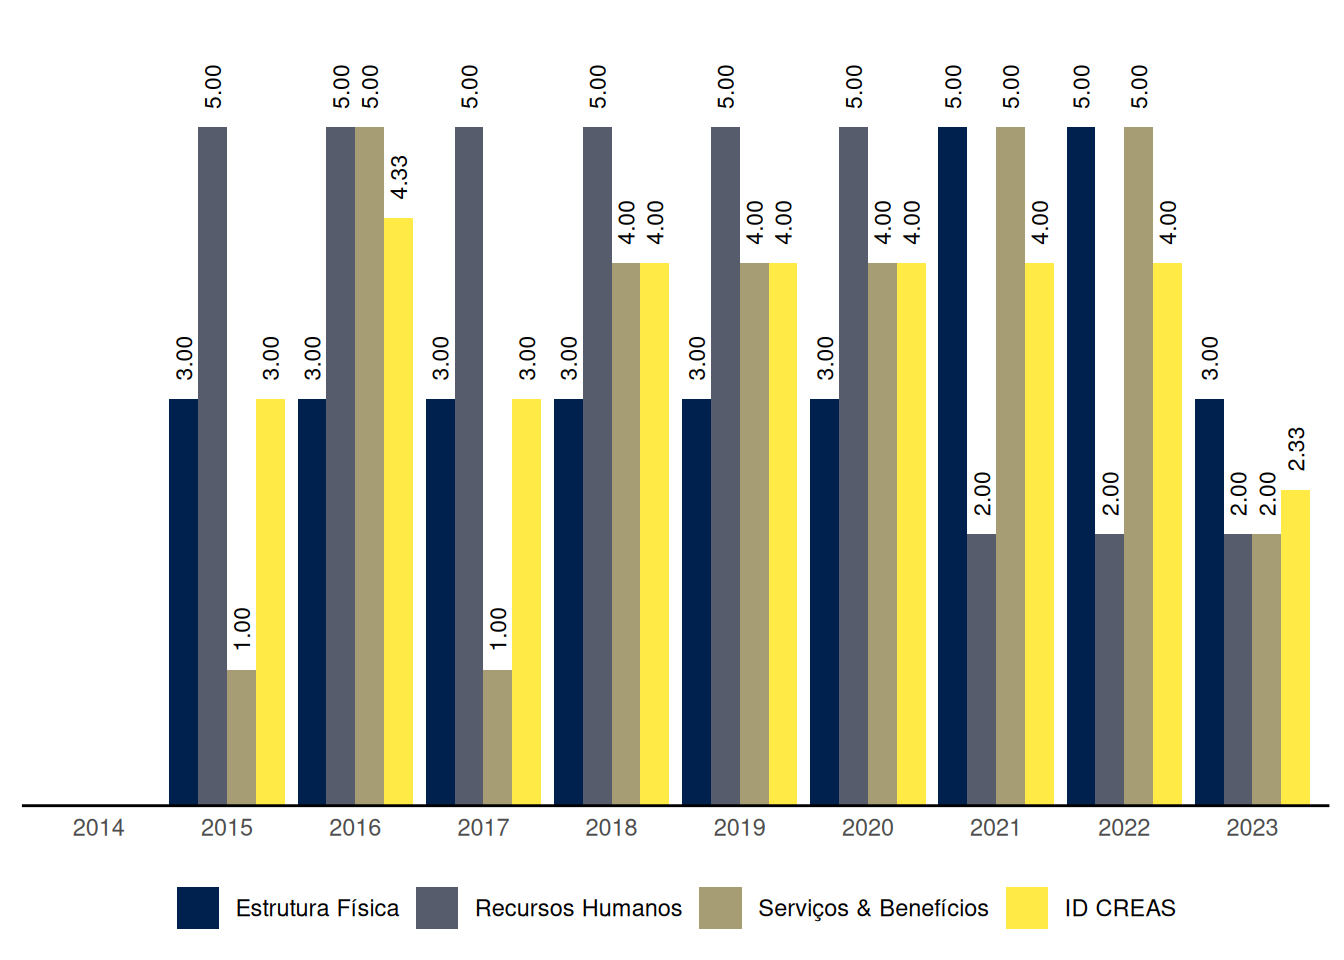 5.00 5.00 5.00 5.00 5.00 5.00 5.00 5.00 5.00 5.00 5.00
4.33
4.00 4.00 4.00 4.00 4.00 4.00 4.00 4.00
3.00 3.00 3.00 3.00 3.00 3.00 3.00 3.00 3.00
2.33
2.00 2.00 2.00 2.00
1.00 1.00
2014 2015 2016 2017 2018 2019 2020 2021 2022 2023
Estrutura Física Recursos Humanos Serviços & Benefícios ID CREAS